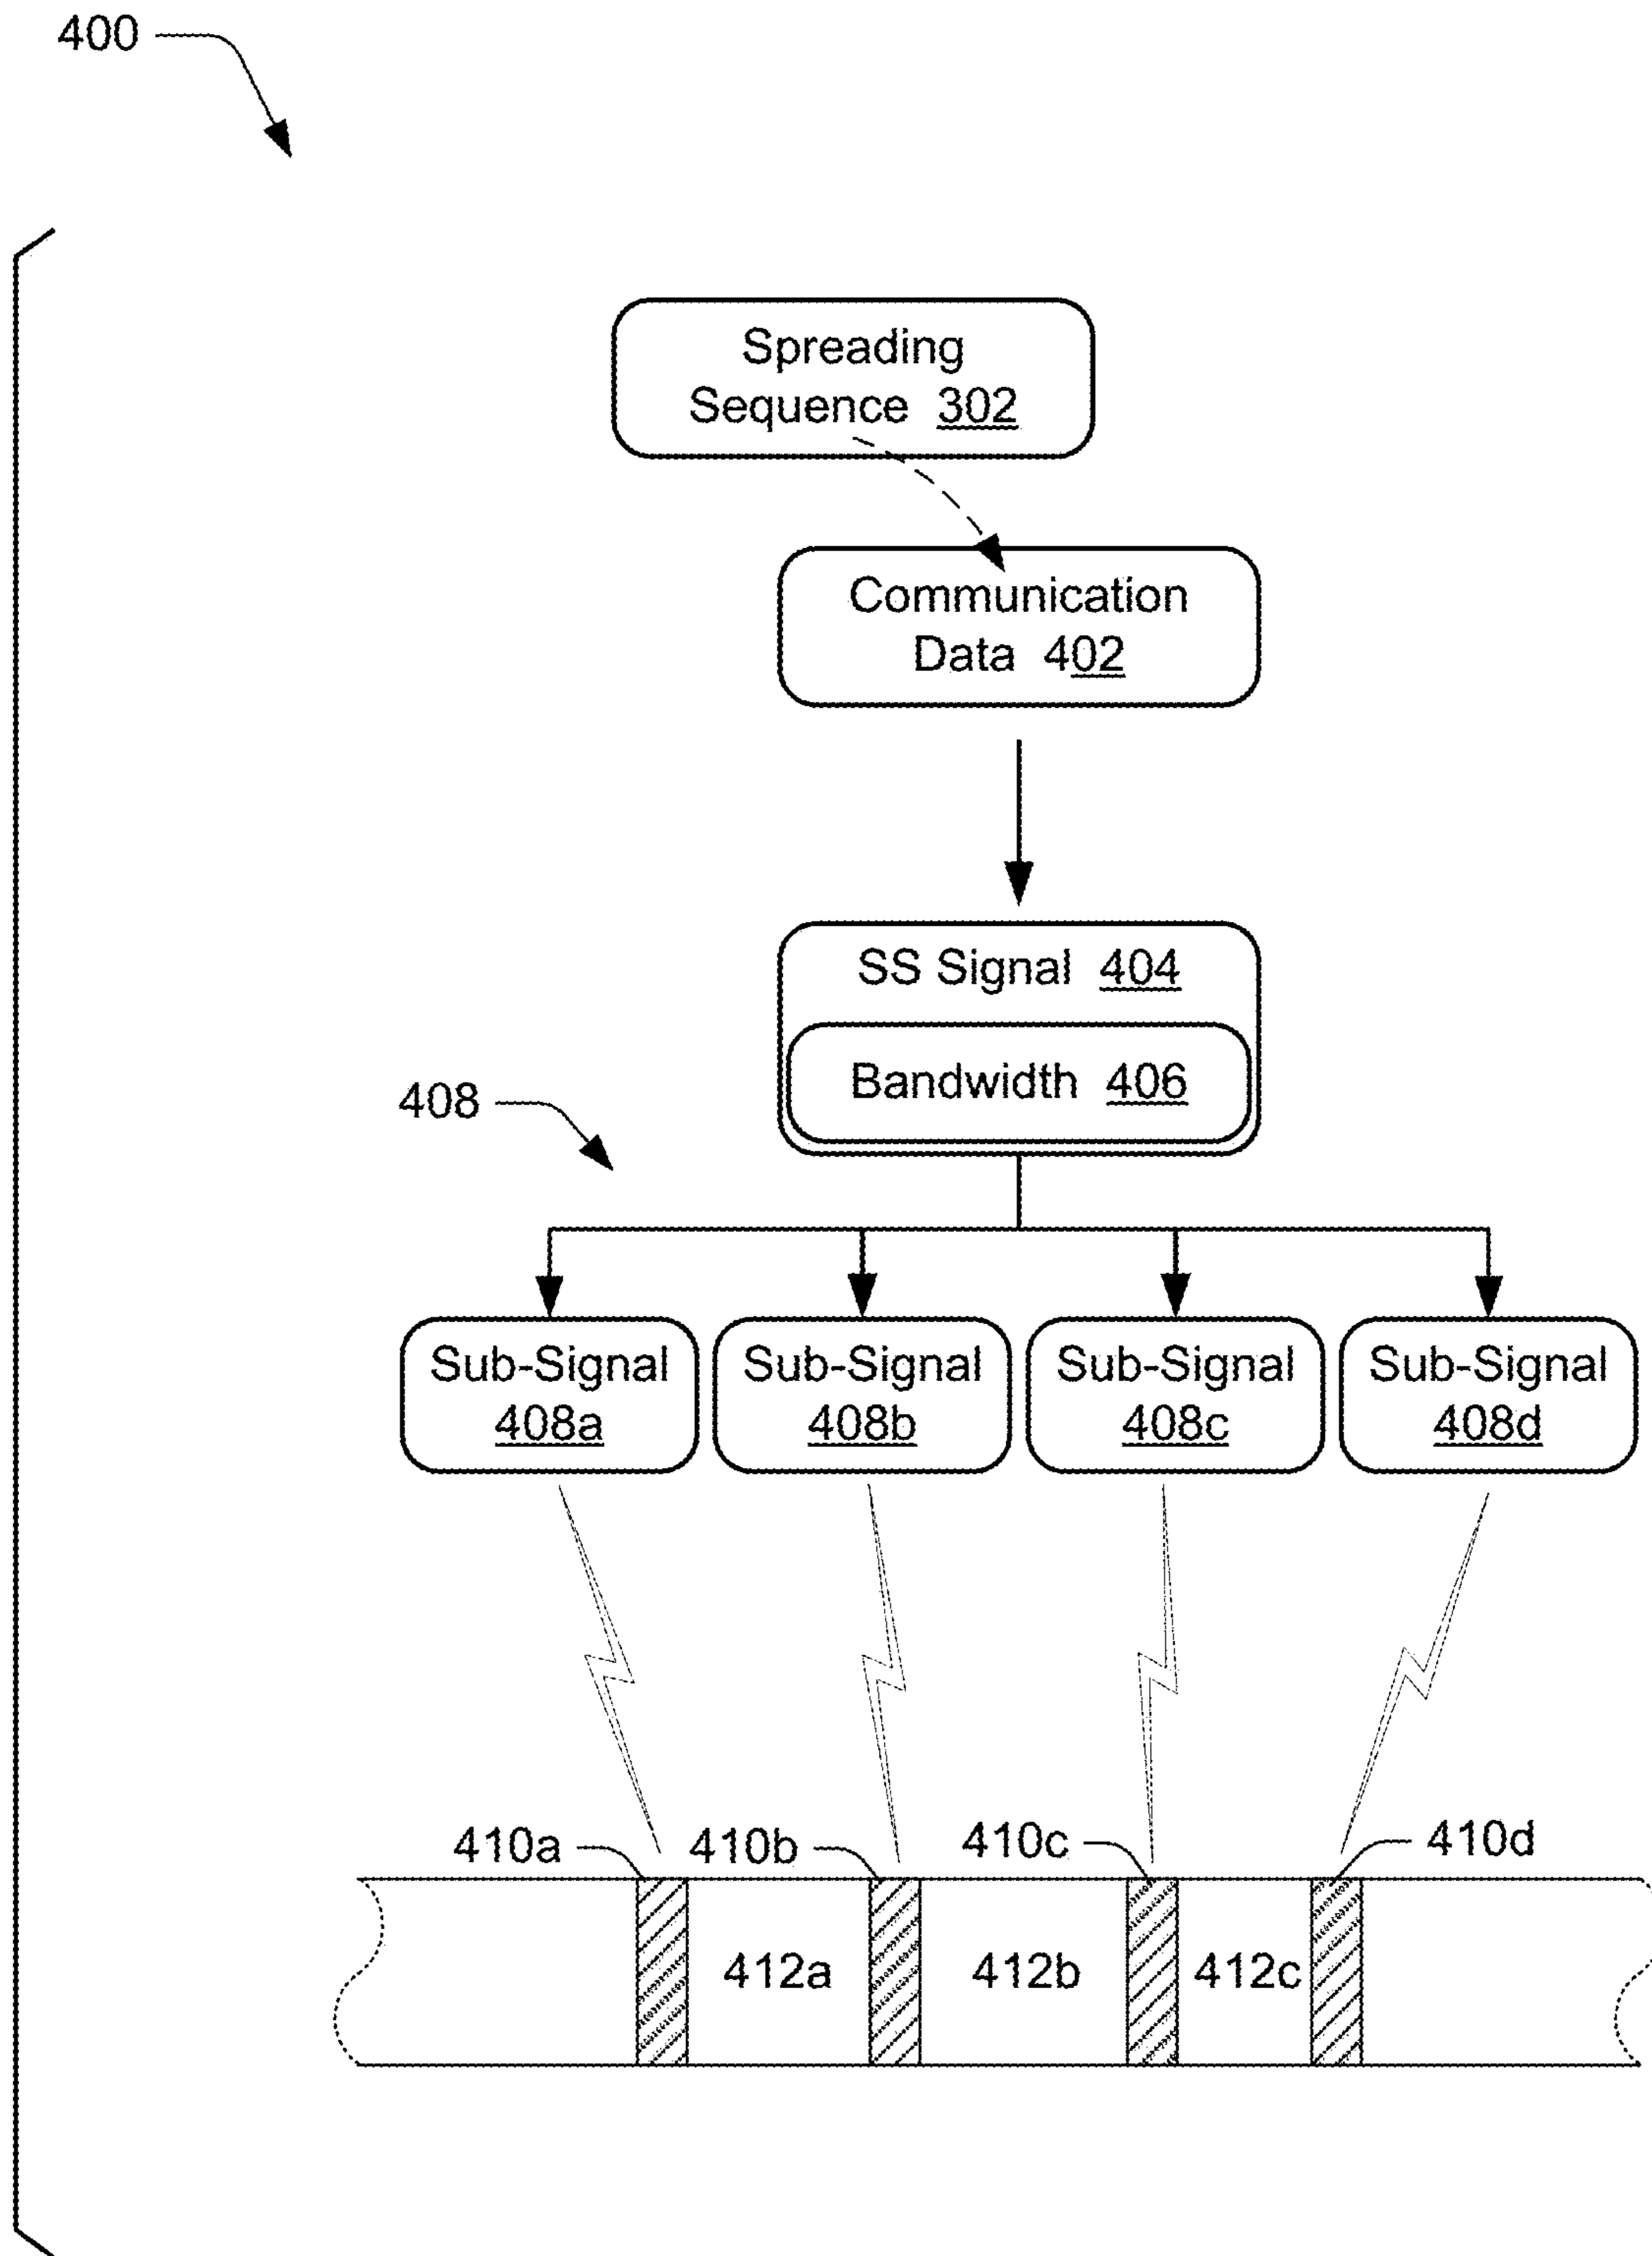 400
Spreading
Sequence 302
Communication
Data 402
SS Signal 404
Bandwidth 406
408
Sub-Signal
408a
Sub-Signal
408b
Sub-Signal
408c
Sub-Signal
408d
410a
410b
410c
410d
412a
412b
412c